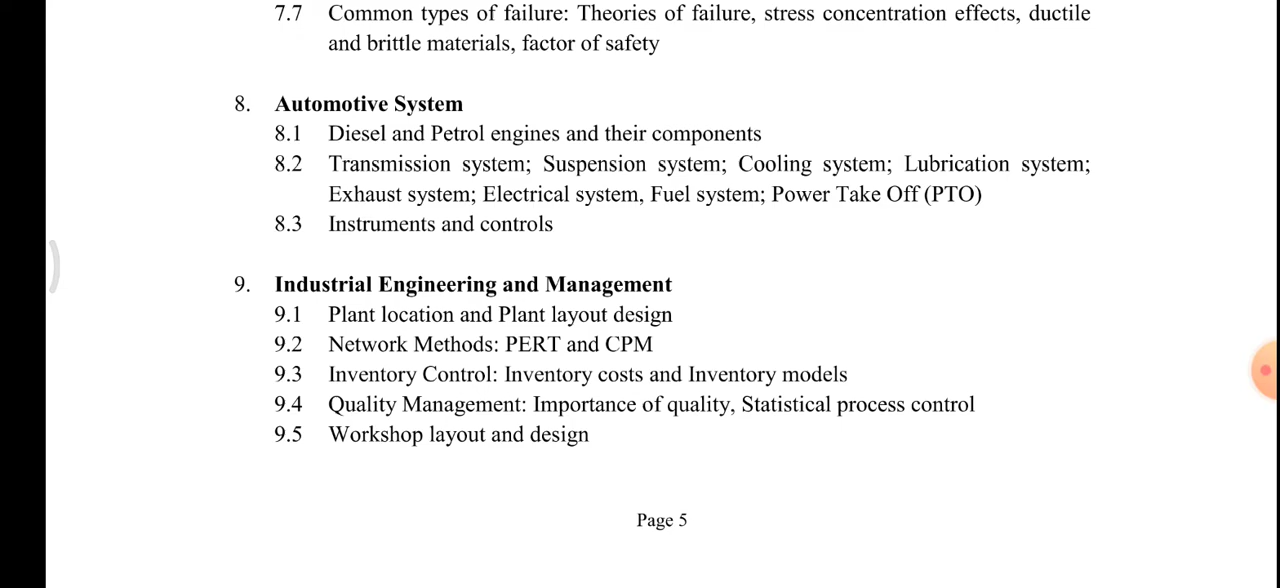 7.7 Common types of failure: Theories of failure, stress concentration effects, ductile
and brittle materials, factor of safety
8. Automotive System
8.1 Diesel and Petrol engines and their components
8.2 Transmission system; Suspension system; Cooling system; Lubrication system;
Exhaust system; Electrical system, Fuel system; Power Take Off (PTO)
8.3 Instruments and controls
9. Industrial Engineering and Management
9.1 Plant location and Plant layout design
9.2 Network Methods: PERT and CPM
9.3 Inventory Control: Inventory costs and Inventory models
9.4 Quality Management: Importance of quality, Statistical process control
9.5 Workshop layout and design
Page 5